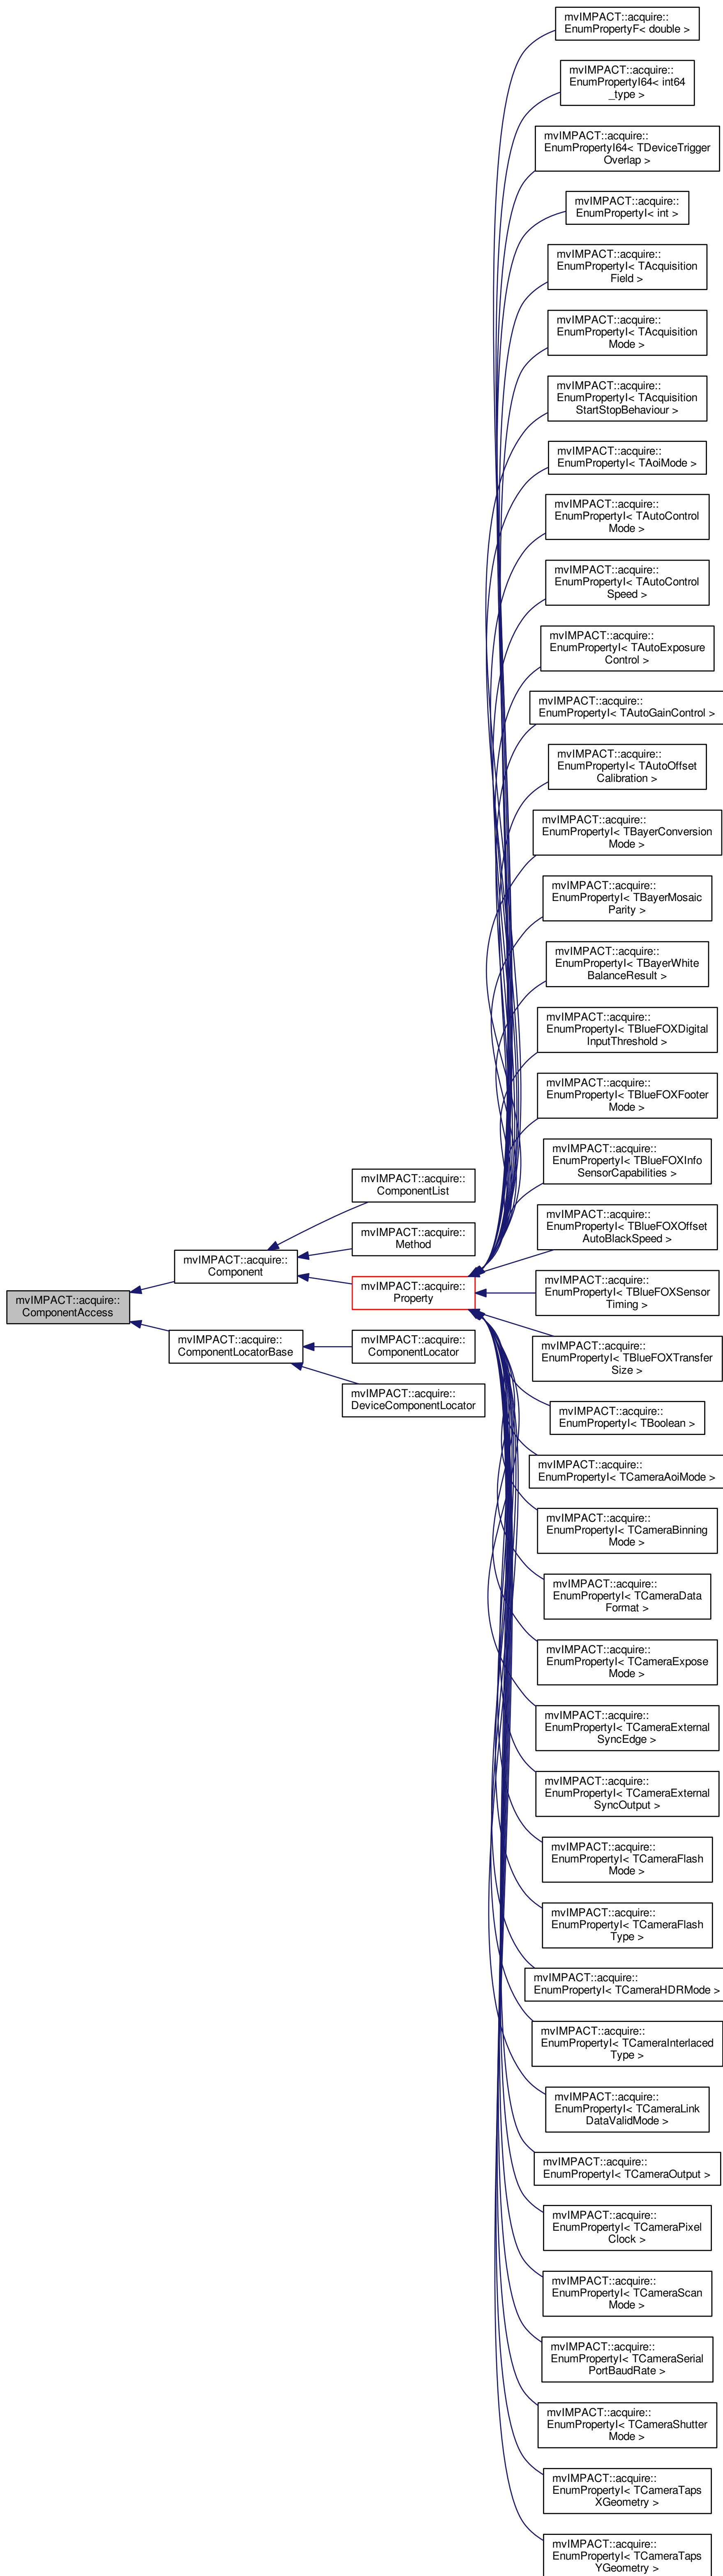 mvIMPACT::acquire::
EnumPropertyF< double >
mvIMPACT::acquire::
EnumPropertyI64< int64
_type >
mvIMPACT::acquire::
EnumPropertyI64< TDeviceTrigger
Overlap >
mvIMPACT::acquire::
EnumPropertyI< int >
mvIMPACT::acquire::
EnumPropertyI< TAcquisition
Field >
mvIMPACT::acquire::
EnumPropertyI< TAcquisition
Mode >
mvIMPACT::acquire::
EnumPropertyI< TAcquisition
StartStopBehaviour >
mvIMPACT::acquire::
EnumPropertyI< TAoiMode >
mvIMPACT::acquire::
EnumPropertyI< TAutoControl
Mode >
mvIMPACT::acquire::
EnumPropertyI< TAutoControl
Speed >
mvIMPACT::acquire::
EnumPropertyI< TAutoExposure
Control >
mvIMPACT::acquire::
EnumPropertyI< TAutoGainControl >
mvIMPACT::acquire::
EnumPropertyI< TAutoOffset
Calibration >
mvIMPACT::acquire::
EnumPropertyI< TBayerConversion
Mode >
mvIMPACT::acquire::
EnumPropertyI< TBayerMosaic
Parity >
mvIMPACT::acquire::
EnumPropertyI< TBayerWhite
BalanceResult >
mvIMPACT::acquire::
EnumPropertyI< TBlueFOXDigital
InputThreshold >
mvIMPACT::acquire::
EnumPropertyI< TBlueFOXFooter
Mode >
mvIMPACT::acquire::
EnumPropertyI< TBlueFOXInfo
SensorCapabilities >
mvIMPACT::acquire::
ComponentList
mvIMPACT::acquire::
EnumPropertyI< TBlueFOXOffset
AutoBlackSpeed >
mvIMPACT::acquire::
Method
mvIMPACT::acquire::
Component
mvIMPACT::acquire::
EnumPropertyI< TBlueFOXSensor
Timing >
mvIMPACT::acquire::
Property
mvIMPACT::acquire::
ComponentAccess
mvIMPACT::acquire::
ComponentLocatorBase
mvIMPACT::acquire::
ComponentLocator
mvIMPACT::acquire::
EnumPropertyI< TBlueFOXTransfer
Size >
mvIMPACT::acquire::
DeviceComponentLocator
mvIMPACT::acquire::
EnumPropertyI< TBoolean >
mvIMPACT::acquire::
EnumPropertyI< TCameraAoiMode >
mvIMPACT::acquire::
EnumPropertyI< TCameraBinning
Mode >
mvIMPACT::acquire::
EnumPropertyI< TCameraData
Format >
mvIMPACT::acquire::
EnumPropertyI< TCameraExpose
Mode >
mvIMPACT::acquire::
EnumPropertyI< TCameraExternal
SyncEdge >
mvIMPACT::acquire::
EnumPropertyI< TCameraExternal
SyncOutput >
mvIMPACT::acquire::
EnumPropertyI< TCameraFlash
Mode >
mvIMPACT::acquire::
EnumPropertyI< TCameraFlash
Type >
mvIMPACT::acquire::
EnumPropertyI< TCameraHDRMode >
mvIMPACT::acquire::
EnumPropertyI< TCameraInterlaced
Type >
mvIMPACT::acquire::
EnumPropertyI< TCameraLink
DataValidMode >
mvIMPACT::acquire::
EnumPropertyI< TCameraOutput >
mvIMPACT::acquire::
EnumPropertyI< TCameraPixel
Clock >
mvIMPACT::acquire::
EnumPropertyI< TCameraScan
Mode >
mvIMPACT::acquire::
EnumPropertyI< TCameraSerial
PortBaudRate >
mvIMPACT::acquire::
EnumPropertyI< TCameraShutter
Mode >
mvIMPACT::acquire::
EnumPropertyI< TCameraTaps
XGeometry >
mvIMPACT::acquire::
EnumPropertyI< TCameraTaps
YGeometry >